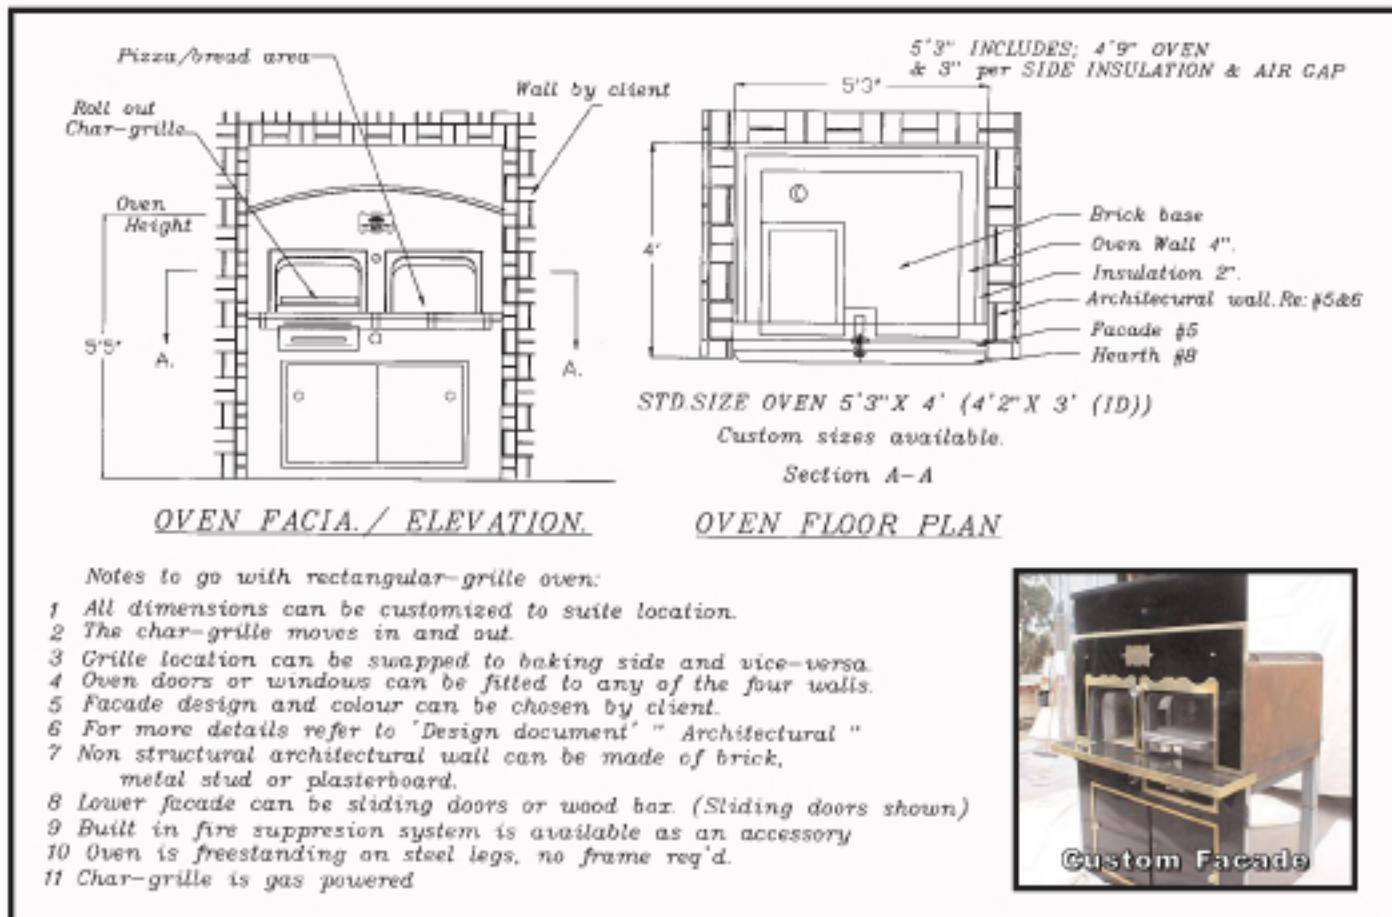 Pizza/bread area
Roll out
Char-grille
Wall by client
Oven
Height
5'5"
A.
A.
OVEN FACIA./ ELEVATION.
5'3" INCLUDES; 4'9" OVEN
& 3" per SIDE INSULATION & AIR GAP
5'3"
4'
C
Brick base
Oven Wall 4".
Insulation 2".
Architecural wall.Re:#5&6
Facade #5
Hearth #8
STD.SIZE OVEN 5'3"X 4' (4'2"X 3' (ID))
Custom sizes available.
Section A-A
OVEN FLOOR PLAN
Notes to go with rectangular-grille oven:
1 All dimensions can be customized to suite location.
2 The char-grille moves in and out.
3 Grille location can be swapped to baking side and vice-versa.
4 Oven doors or windows can be fitted to any of the four walls.
5 Facade design and colour can be chosen by client.
6 For more details refer to 'Design document' " Architectural "
7 Non structural architectural wall can be made of brick,
metal stud or plasterboard.
8 Lower facade can be sliding doors or wood box. (Sliding doors shown)
9 Built in fire suppresion system is available as an accessory
10 Oven is freestanding on steel legs, no frame req'd.
11 Char-grille is gas powered
Custom Facade